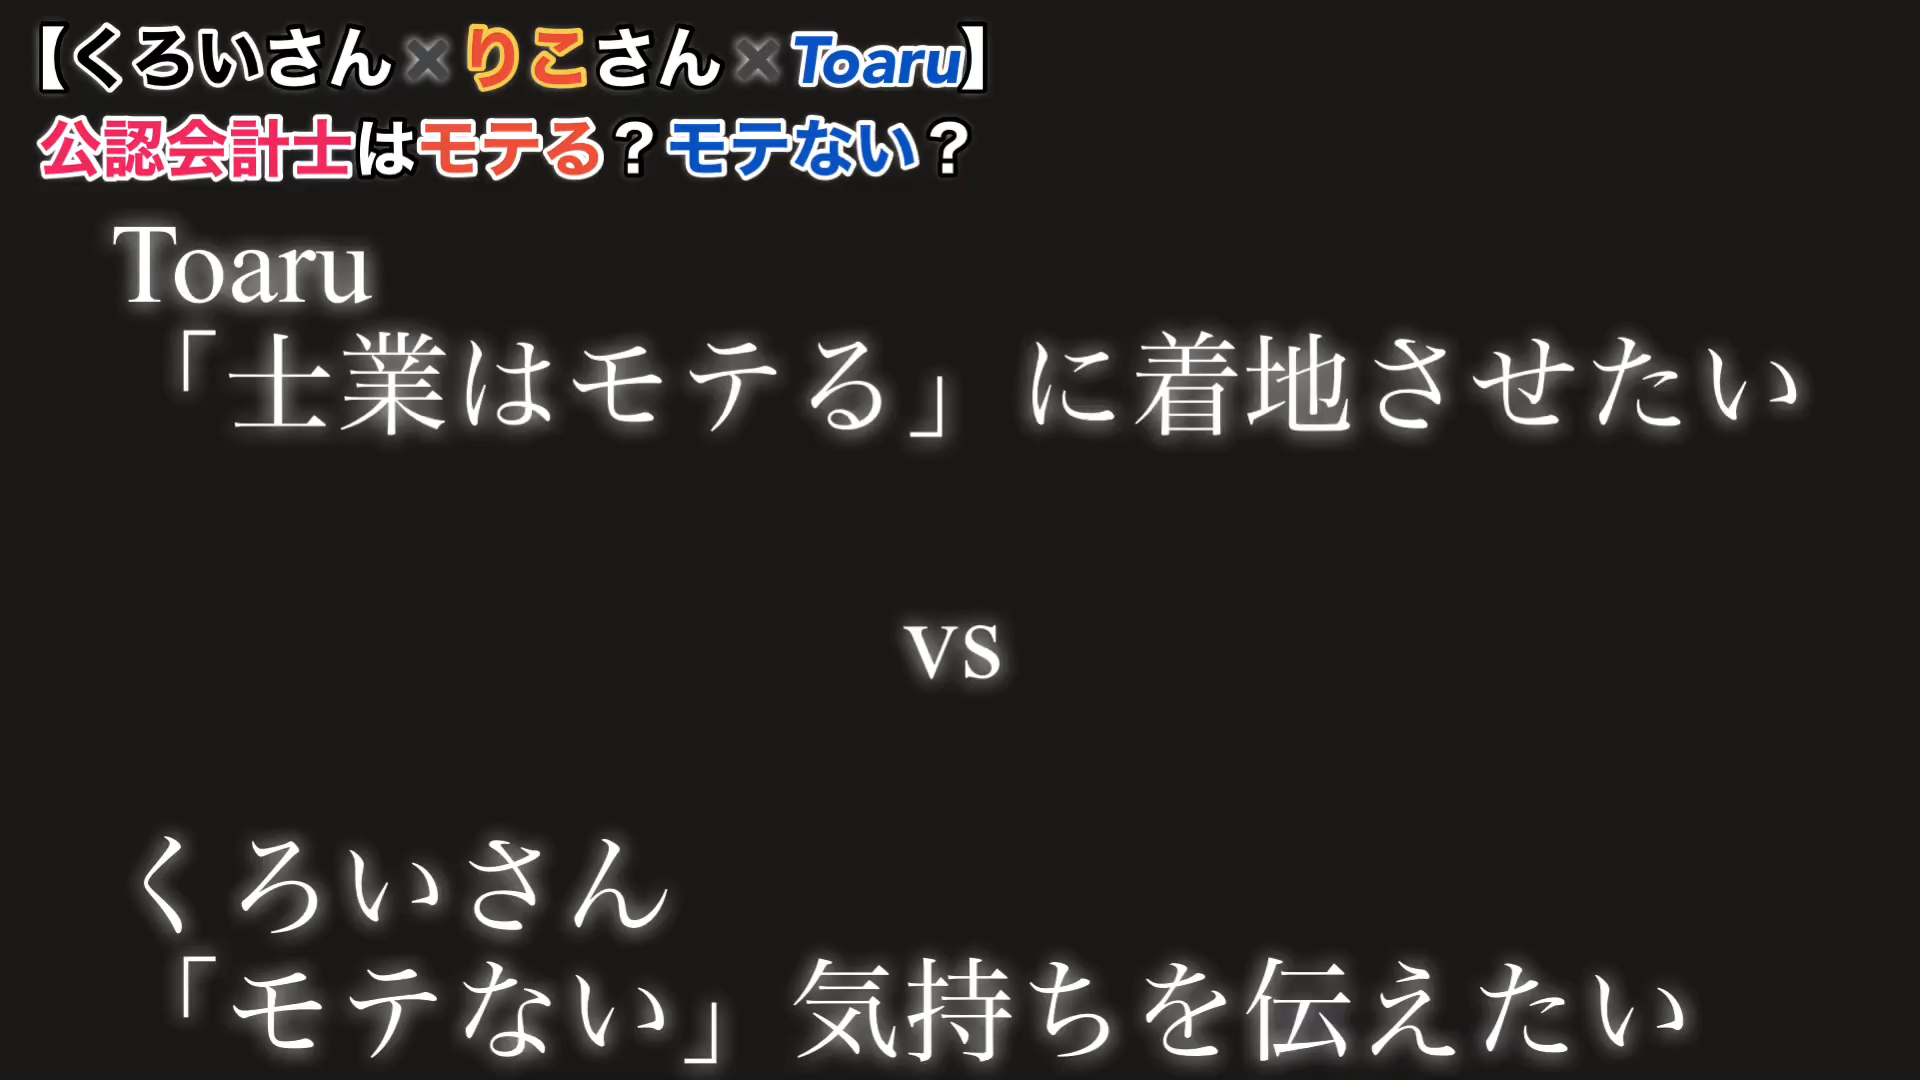 【くろいさん✖りこさん✖Toaru】
公認会計士はモテる？モテない？
Toaru
「士業はモテる」に着地させたい
vs
くろいさん
「モテない」気持ちを伝えたい